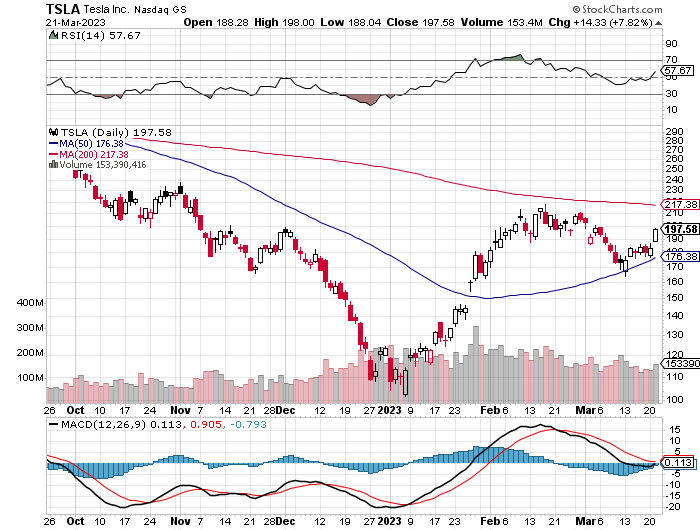 TSLA Tesla Inc. Nasdaq GS © StockCharts.com
21-Mar-2023 Open 188.28 High 198.00 Low 188.04 Close 197.58 Volume 153.4M Chg +14.33 (+7.82%)
RSI(14) 57.67
90
70
57.67
50
30
10
TSLA (Daily) 197.58
MA(50) 176.38
MA(200) 217.38
Volume 153,390,416
290
280
270
260
250
240
230
217.38
210
197.58
190
176.38
170
160
150
140
130
120
153390
110
100
400M
300M
200M
100M
Oct 10 17 24 Nov 7 14 21 28 Dec 12 19 27 2023 9 17 23 Feb 6 13 21 Mar 6 13 20
MACD(12,26,9) 0.113, 0.905, -0.793
15
10
5
0.113
-5
-10
-15
-20
Oct 10 17 24 Nov 7 14 21 28 Dec 12 19 27 2023 9 17 23 Feb 6 13 21 Mar 6 13 20